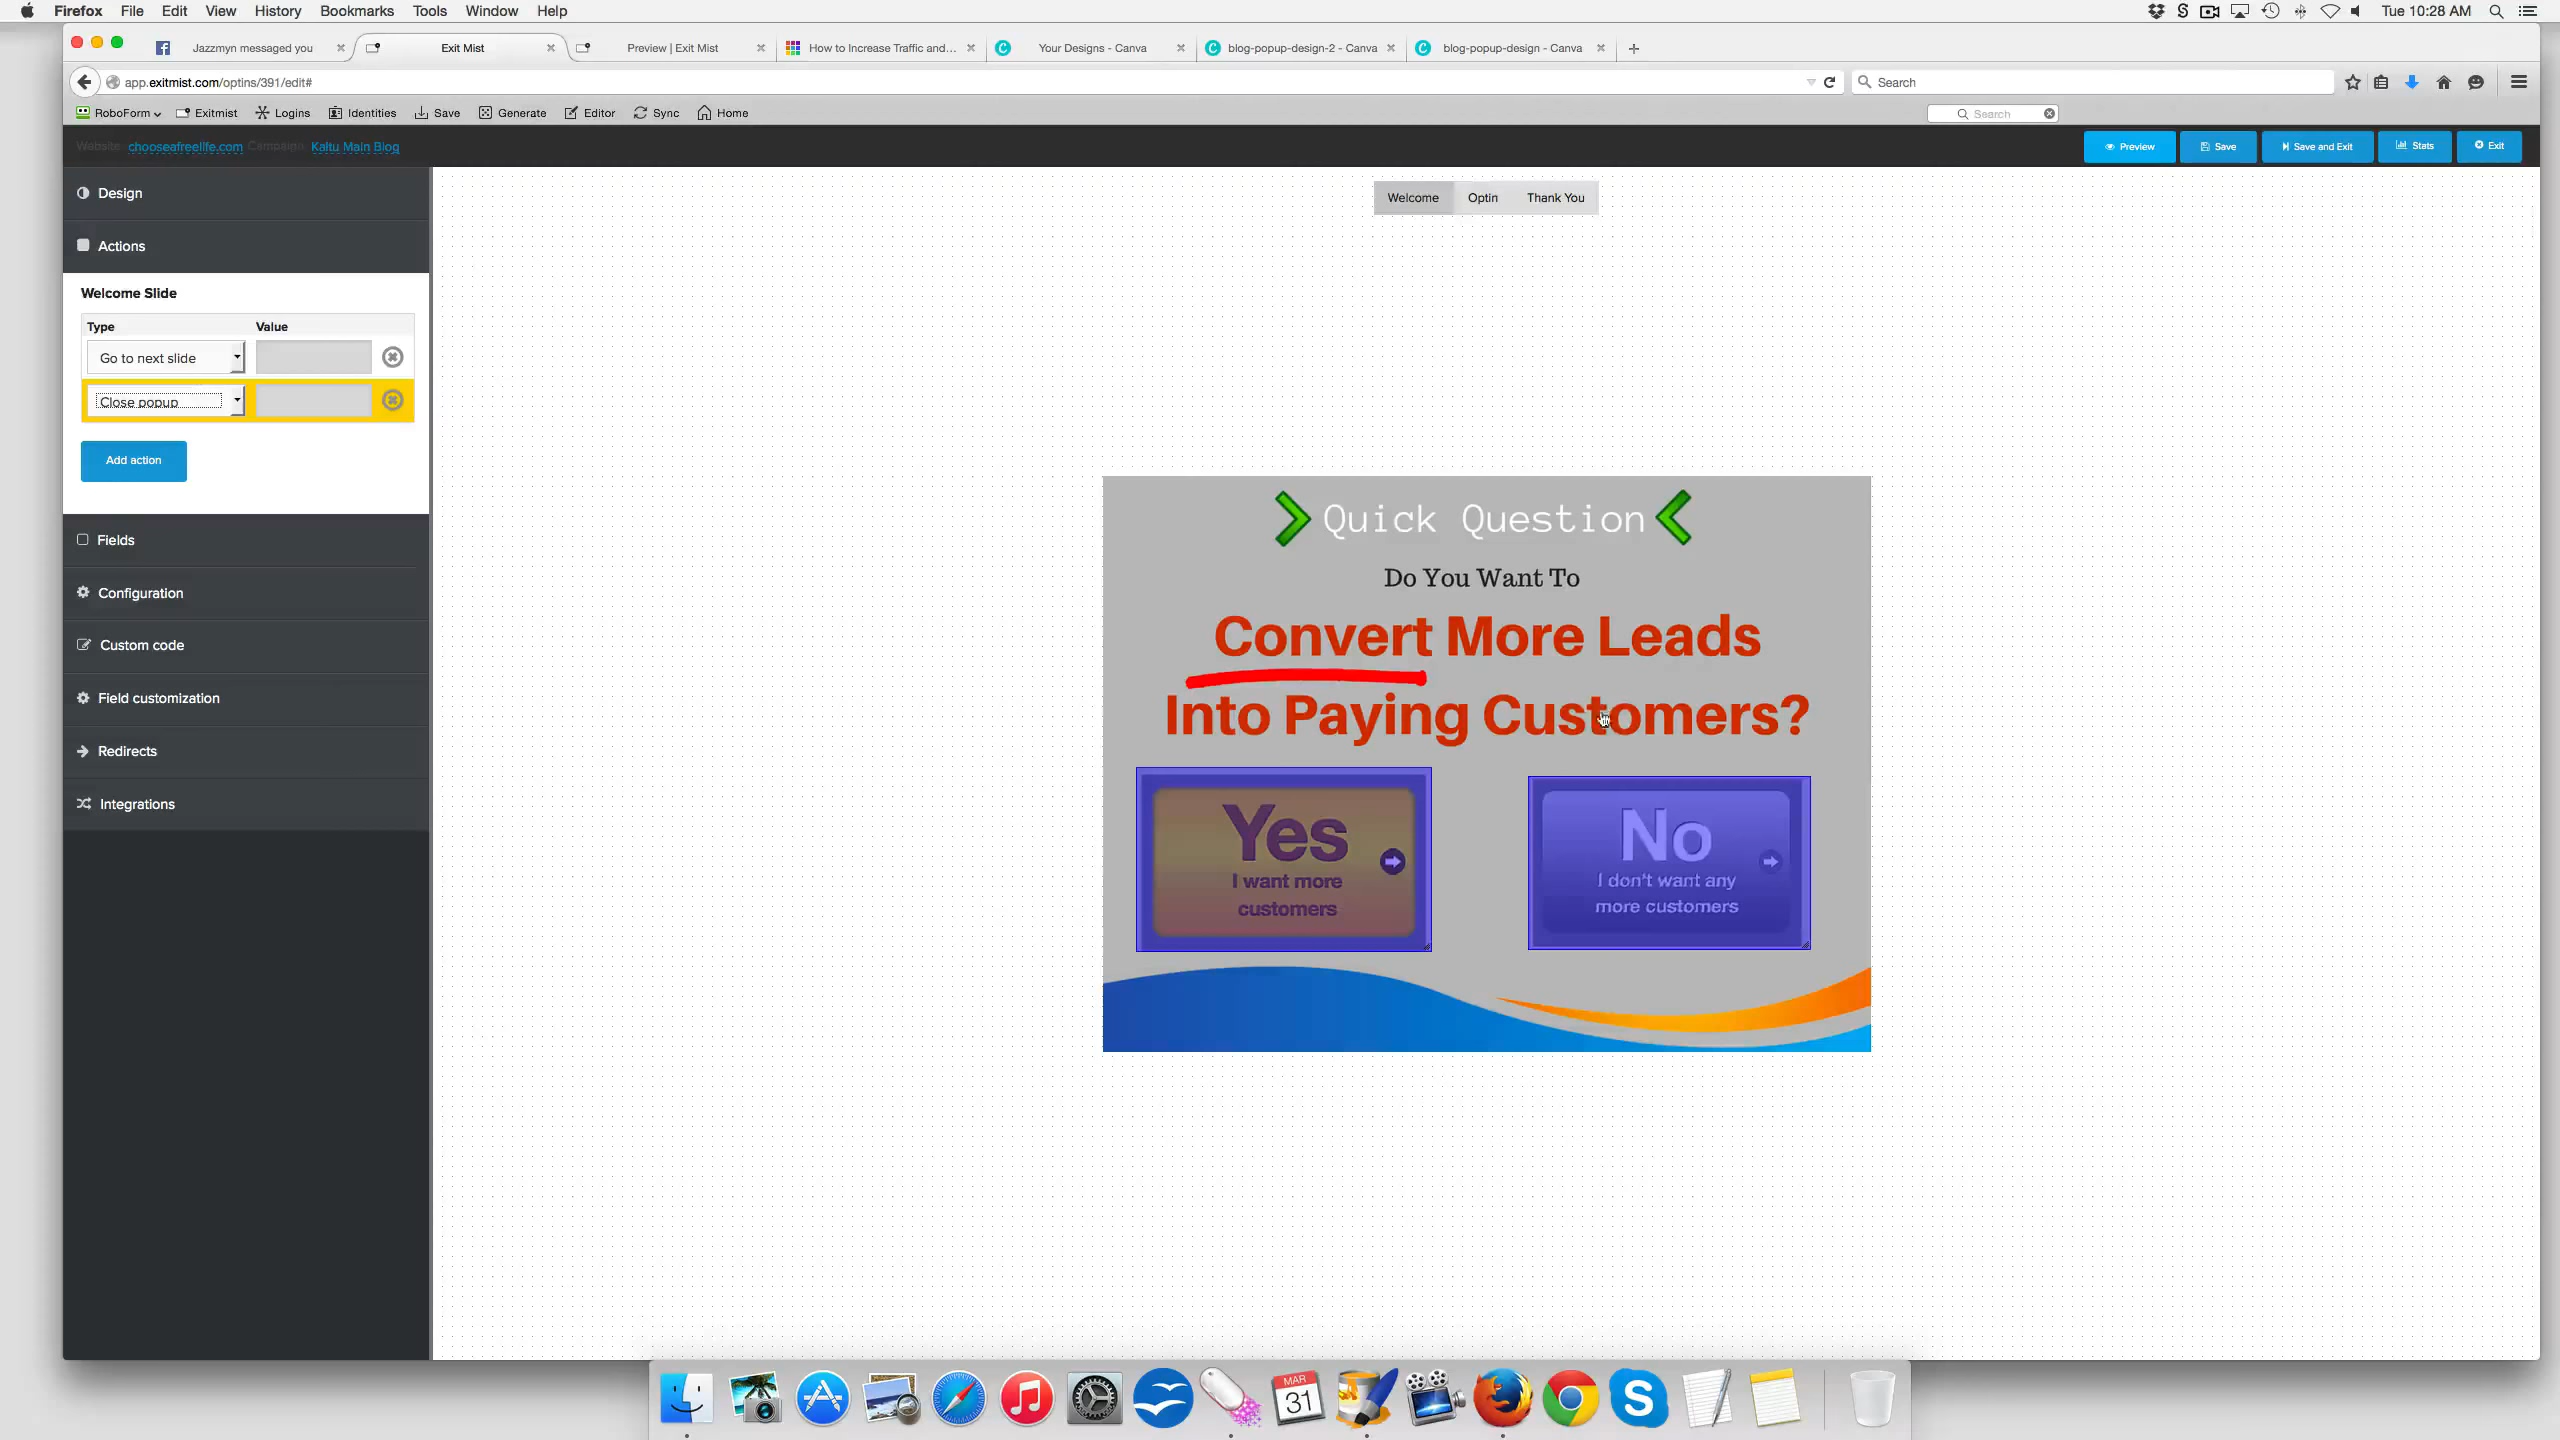 Firefox File Edit View History Bookmarks Tools Window Help Tue 10:28 AM
Jazzmyn messaged you Exit Mist Preview | Exit Mist How to Increase Traffic and... Your Designs - Canva blog-popup-design-2 - Canva blog-popup-design - Canva
app.exitmist.com/optins/391/edit# Search
RoboForm Exitmist Logins Identities Save Generate Editor Sync Home Search
Website: chooseafreelife.com Campaign: Kaltu Main Blog Preview Save Save and Exit Stats Exit
Design
Actions
Welcome Slide
Type Value
Go to next slide
Close popup
Add action
Fields
Configuration
Custom code
Field customization
Redirects
Integrations
Welcome Optin Thank You
Quick Question
Do You Want To
Convert More Leads
Into Paying Customers?
Yes
I want more
customers
No
I don't want any
more customers
MAR
31